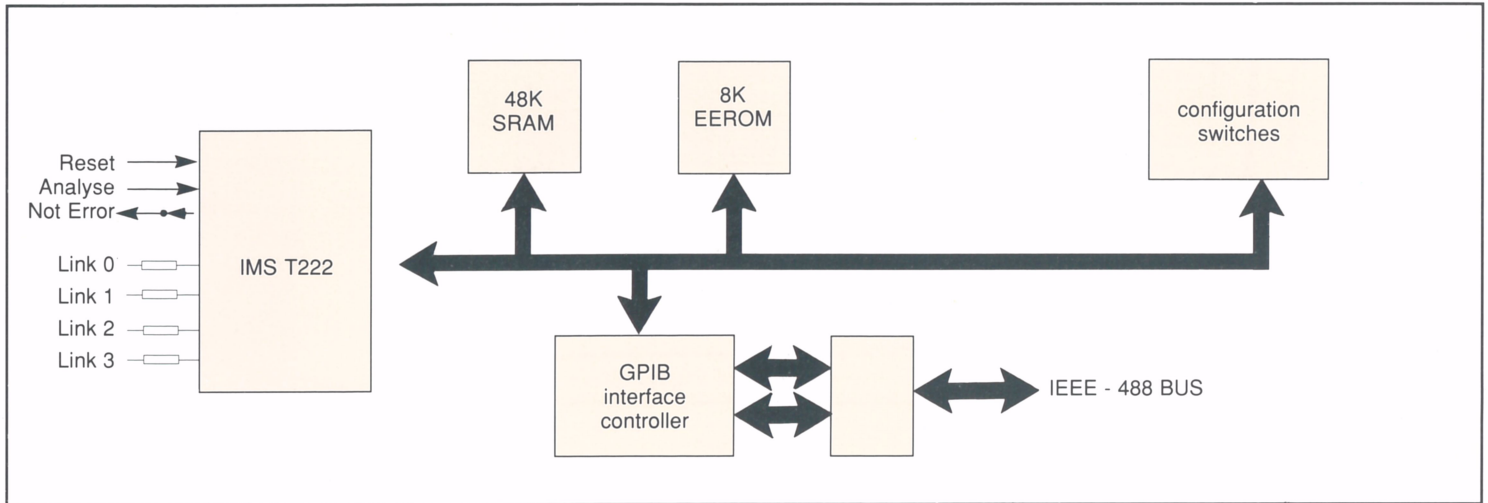 48K
SRAM
8K
EEROM
configuration
switches
Reset
Analyse
Not Error
Link 0
Link 1
Link 2
Link 3
IMS T222
GPIB
interface
controller
IEEE - 488 BUS